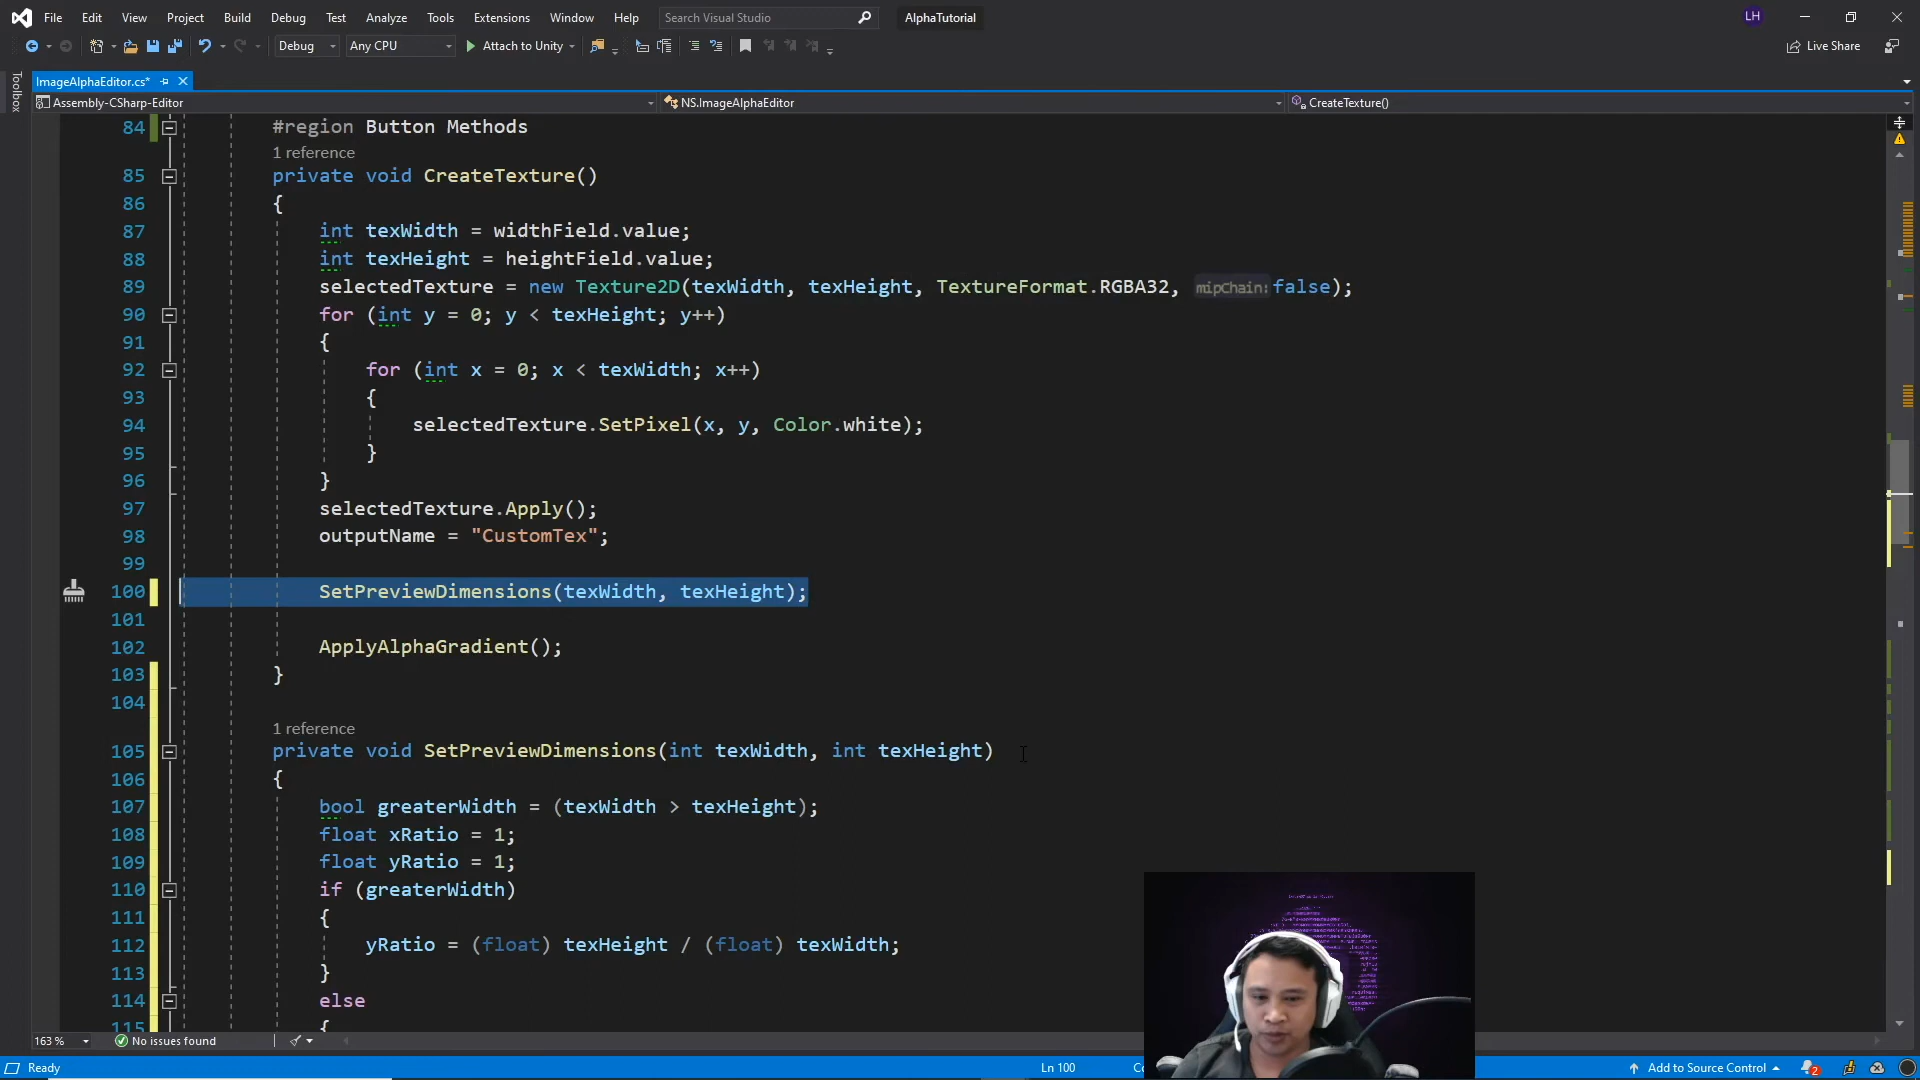 File Edit View Project Build Debug Test Analyze Tools Extensions Window Help Search Visual Studio AlphaTutorial LH
Debug Any CPU Attach to Unity Live Share
Toolbox
ImageAlphaEditor.cs*
Assembly-CSharp-Editor NS.ImageAlphaEditor CreateTexture()
84 #region Button Methods
1 reference
85 private void CreateTexture()
86 {
87 int texWidth = widthField.value;
88 int texHeight = heightField.value;
89 selectedTexture = new Texture2D(texWidth, texHeight, TextureFormat.RGBA32, mipChain: false);
90 for (int y = 0; y < texHeight; y++)
91 {
92 for (int x = 0; x < texWidth; x++)
93 {
94 selectedTexture.SetPixel(x, y, Color.white);
95 }
96 }
97 selectedTexture.Apply();
98 outputName = "CustomTex";
99
100 SetPreviewDimensions(texWidth, texHeight);
101
102 ApplyAlphaGradient();
103 }
104
1 reference
105 private void SetPreviewDimensions(int texWidth, int texHeight)
106 {
107 bool greaterWidth = (texWidth > texHeight);
108 float xRatio = 1;
109 float yRatio = 1;
110 if (greaterWidth)
111 {
112 yRatio = (float) texHeight / (float) texWidth;
113 }
114 else
115 {
163 % No issues found
Ready Ln 100 Add to Source Control 2